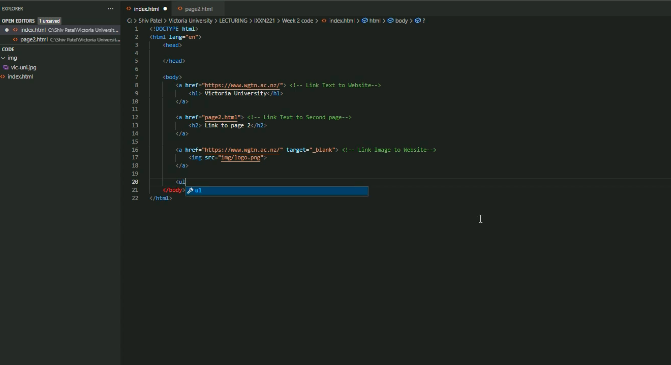 EXPLORER ...
OPEN EDITORS 1 unsaved
index.html C:\Shiv Patel\Victoria Universit...
page2.html C:\Shiv Patel\Victoria Universit...
CODE
img
vic-uni.jpg
index.html
index.html page2.html
C: > Shiv Patel > Victoria University > LECTURING > > Week 2 code > index.html > html > body > ?
1 <!DOCTYPE html>
2 <html lang="en">
3 <head>
4
5 </head>
6
7 <body>
8 <a href="https://www.wgtn.ac.nz/"> <!-- Link Text to Website-->
9 <h1> Victoria University</h1>
10 </a>
11
12 <a href="page2.html"> <!-- Link Text to Second page-->
13 <h2> Link to page 2</h2>
14 </a>
15
16 <a href="https://www.wgtn.ac.nz/" target="_blank"> <!-- Link Image to Website-->
17 <img src="img/logo.png">
18 </a>
19
20 <ul
21 </body> ul
22 </html>